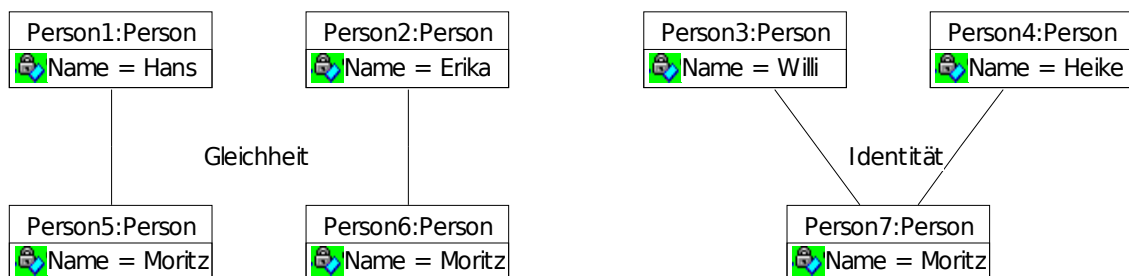 Person1:Person
Name = Hans
Person2:Person
Name = Erika
Person3:Person
Name = Willi
Person4:Person
Name = Heike
Gleichheit
Identität
Person5:Person
Name = Moritz
Person6:Person
Name = Moritz
Person7:Person
Name = Moritz